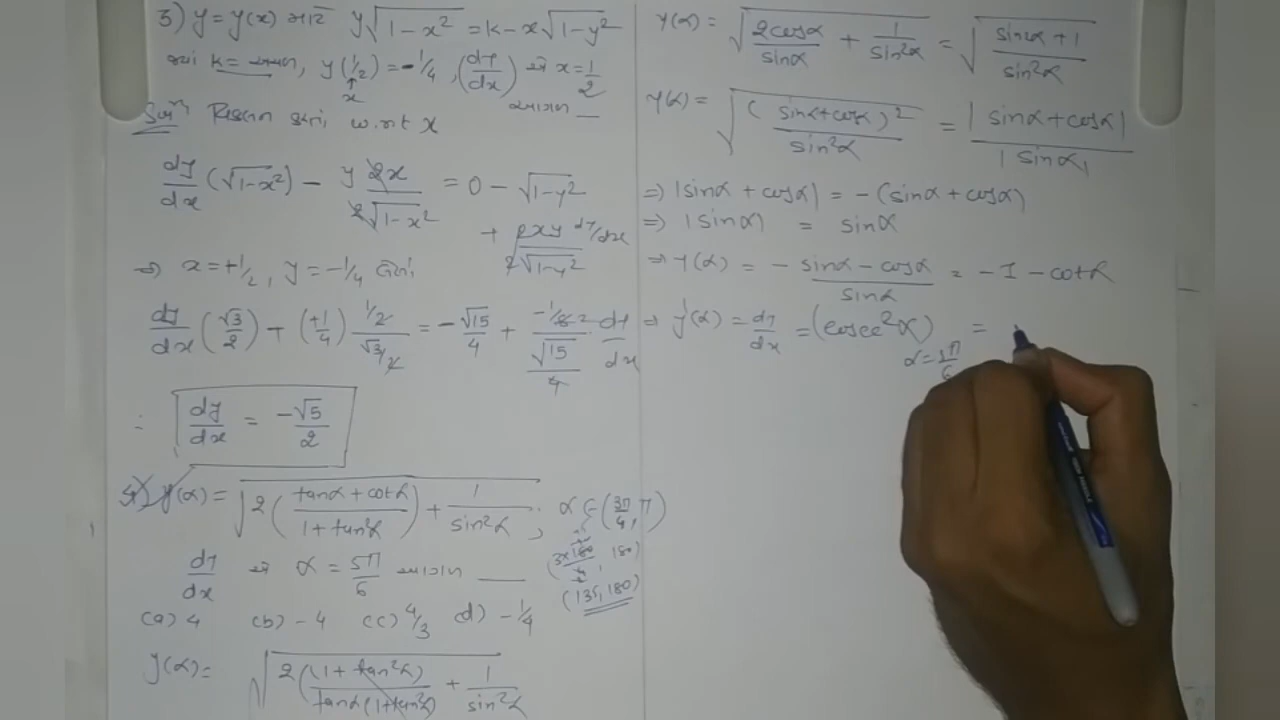 3) y = y(x) માટે y√(1-x²) = k - x√(1-y²)
જ્યાં k = અચળ, y(1/2) = -1/4, (dy/dx) એ x = 1/2
x
આગળ __
w.r.t x
dy/dx (√(1-x²)) - y 2x / 2√(1-x²) = 0 - √(1-y²)
+ 2xy dy/dx / 2√(1-y²)
⇒ x = +1/2, y = -1/4 લેતાં
dy/dx (√3/2) + (+1/4) (1/2)/(√3/2) = -√15/4 + (-1/8 2)/(√15/4) dy/dx
∴ dy/dx = -√5/2
y(α) = √(2((tanα + cotα)/(1 + tan²α)) + 1/sin²α) ; α ∈ (3π/4, π)
(3×180/4, 180)
(135, 180)
dy/dx એ α = 5π/6 આગળ ___
(a) 4 (b) -4 (c) 4/3 (d) -1/4
y(α) = √(2((1 + tan²α)/(tanα(1+tan²α))) + 1/sin²α)
y(α) = √(2cosα/sinα + 1/sin²α) = √((sin2α + 1)/sin²α)
y(α) = √((sinα + cosα)²/sin²α) = |sinα + cosα| / |sinα|
⇒ |sinα + cosα| = -(sinα + cosα)
⇒ |sinα| = sinα
⇒ y(α) = (-sinα - cosα)/sinα = -1 - cotα
⇒ y'(α) = dy/dx = (cosec²α) =
α = 5π/6